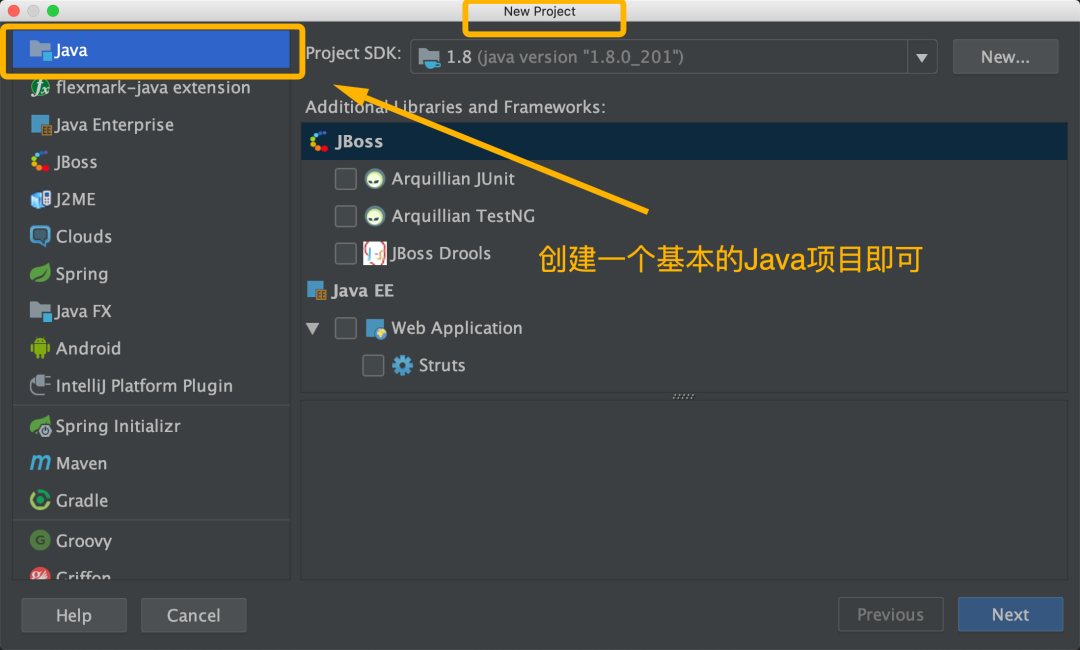 New Project
Java
flexmark-java extension
Java Enterprise
JBoss
J2ME
Clouds
Spring
Java FX
Android
IntelliJ Platform Plugin
Spring Initializr
Maven
Gradle
Groovy
Griffon
Project SDK: 1.8 (java version "1.8.0_201") New...
Additional Libraries and Frameworks:
JBoss
Arquillian JUnit
Arquillian TestNG
JBoss Drools
创建一个基本的Java项目即可
Java EE
Web Application
Struts
Help Cancel Previous Next